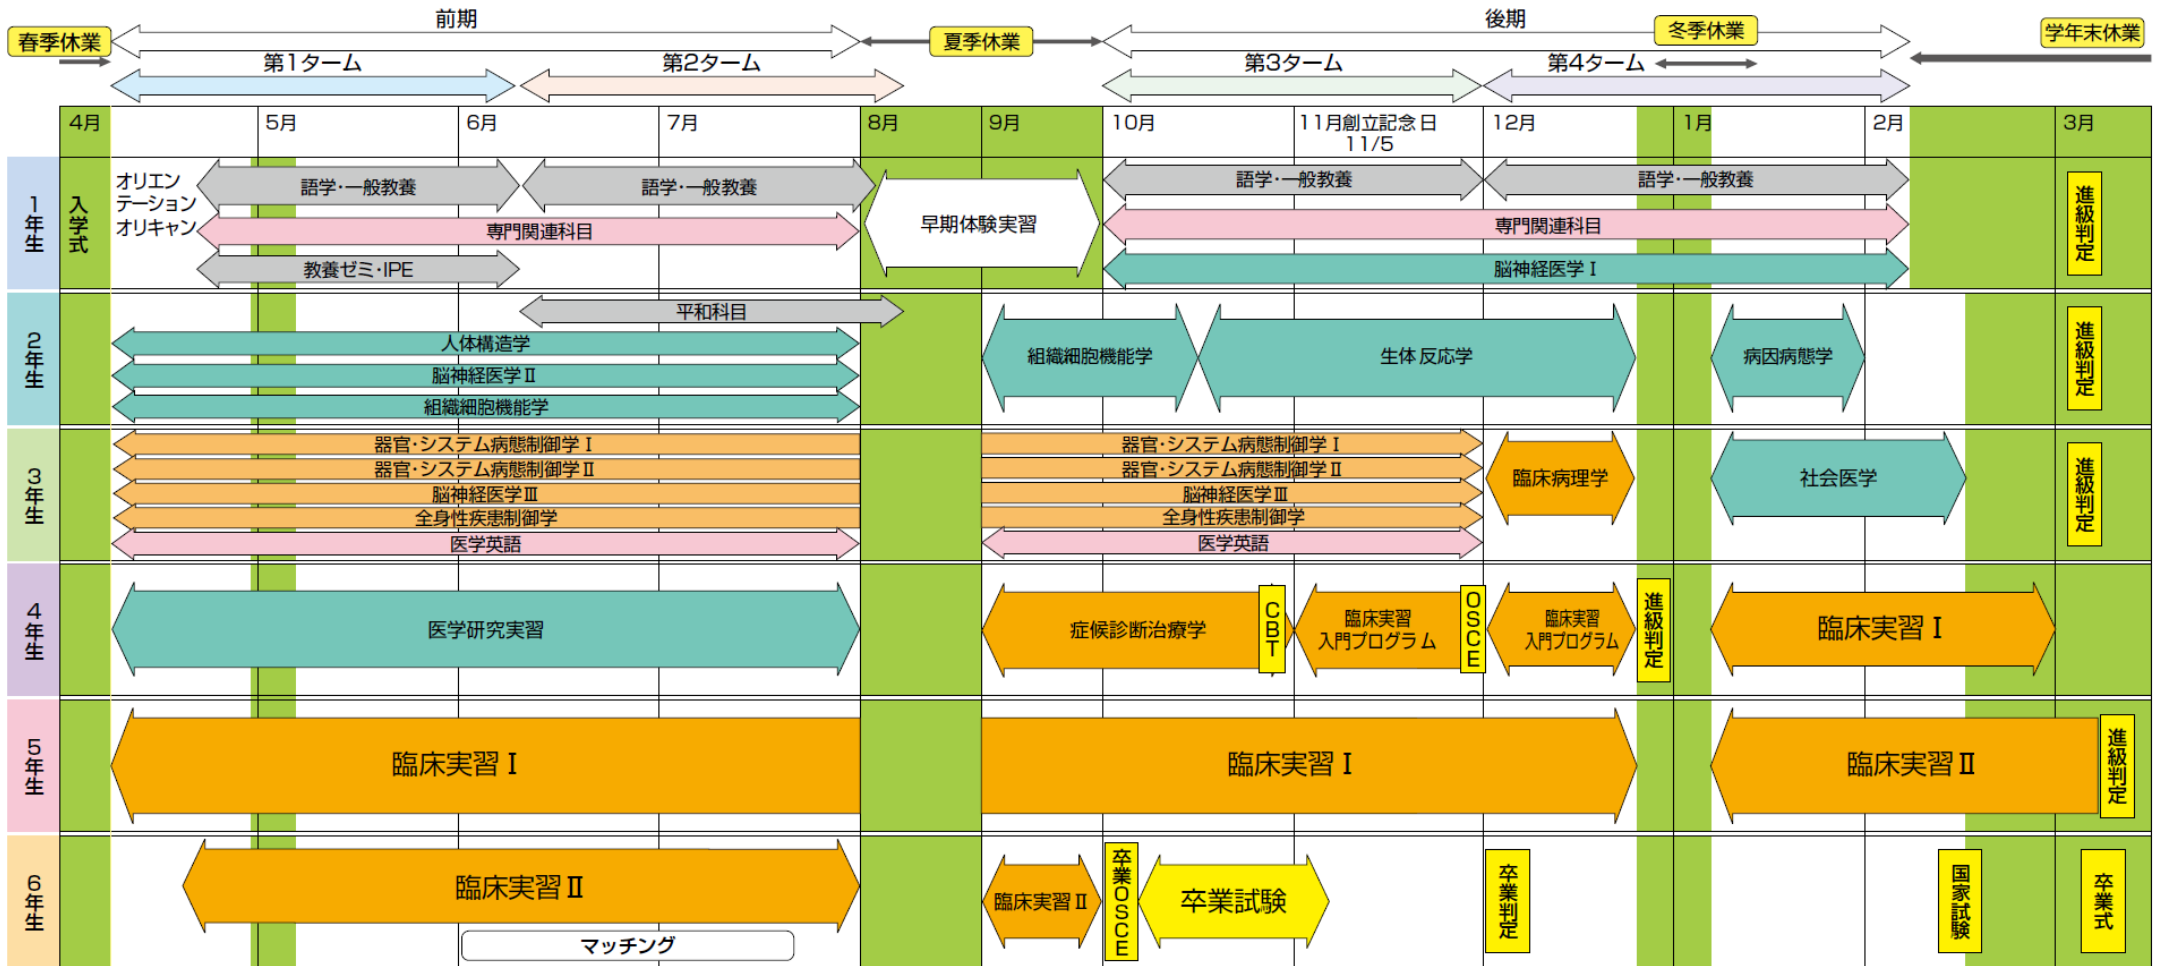 前期
後期
春季休業
夏季休業
冬季休業
学年末休業
第1ターム
第2ターム
第3ターム
第4ターム
4月
5月
6月
7月
8月
9月
10月
11月創立記念日
11/5
12月
1月
2月
3月
1年生
入学式
オリエン
テーション
オリキャン
語学・一般教養
語学・一般教養
専門関連科目
教養ゼミ・IPE
早期体験実習
語学・一般教養
語学・一般教養
専門関連科目
脳神経医学Ⅰ
進級判定
2年生
平和科目
人体構造学
脳神経医学Ⅱ
組織細胞機能学
組織細胞機能学
生体反応学
病因病態学
進級判定
3年生
器官・システム病態制御学Ⅰ
器官・システム病態制御学Ⅱ
脳神経医学Ⅲ
全身性疾患制御学
医学英語
器官・システム病態制御学Ⅰ
器官・システム病態制御学Ⅱ
脳神経医学Ⅲ
全身性疾患制御学
医学英語
臨床病理学
社会医学
進級判定
4年生
医学研究実習
症候診断治療学
CBT
臨床実習
入門プログラム
OSCE
臨床実習
入門プログラム
進級判定
臨床実習Ⅰ
5年生
臨床実習Ⅰ
臨床実習Ⅰ
臨床実習Ⅱ
進級判定
6年生
臨床実習Ⅱ
マッチング
臨床実習Ⅱ
卒業OSCE
卒業試験
卒業判定
国家試験
卒業式